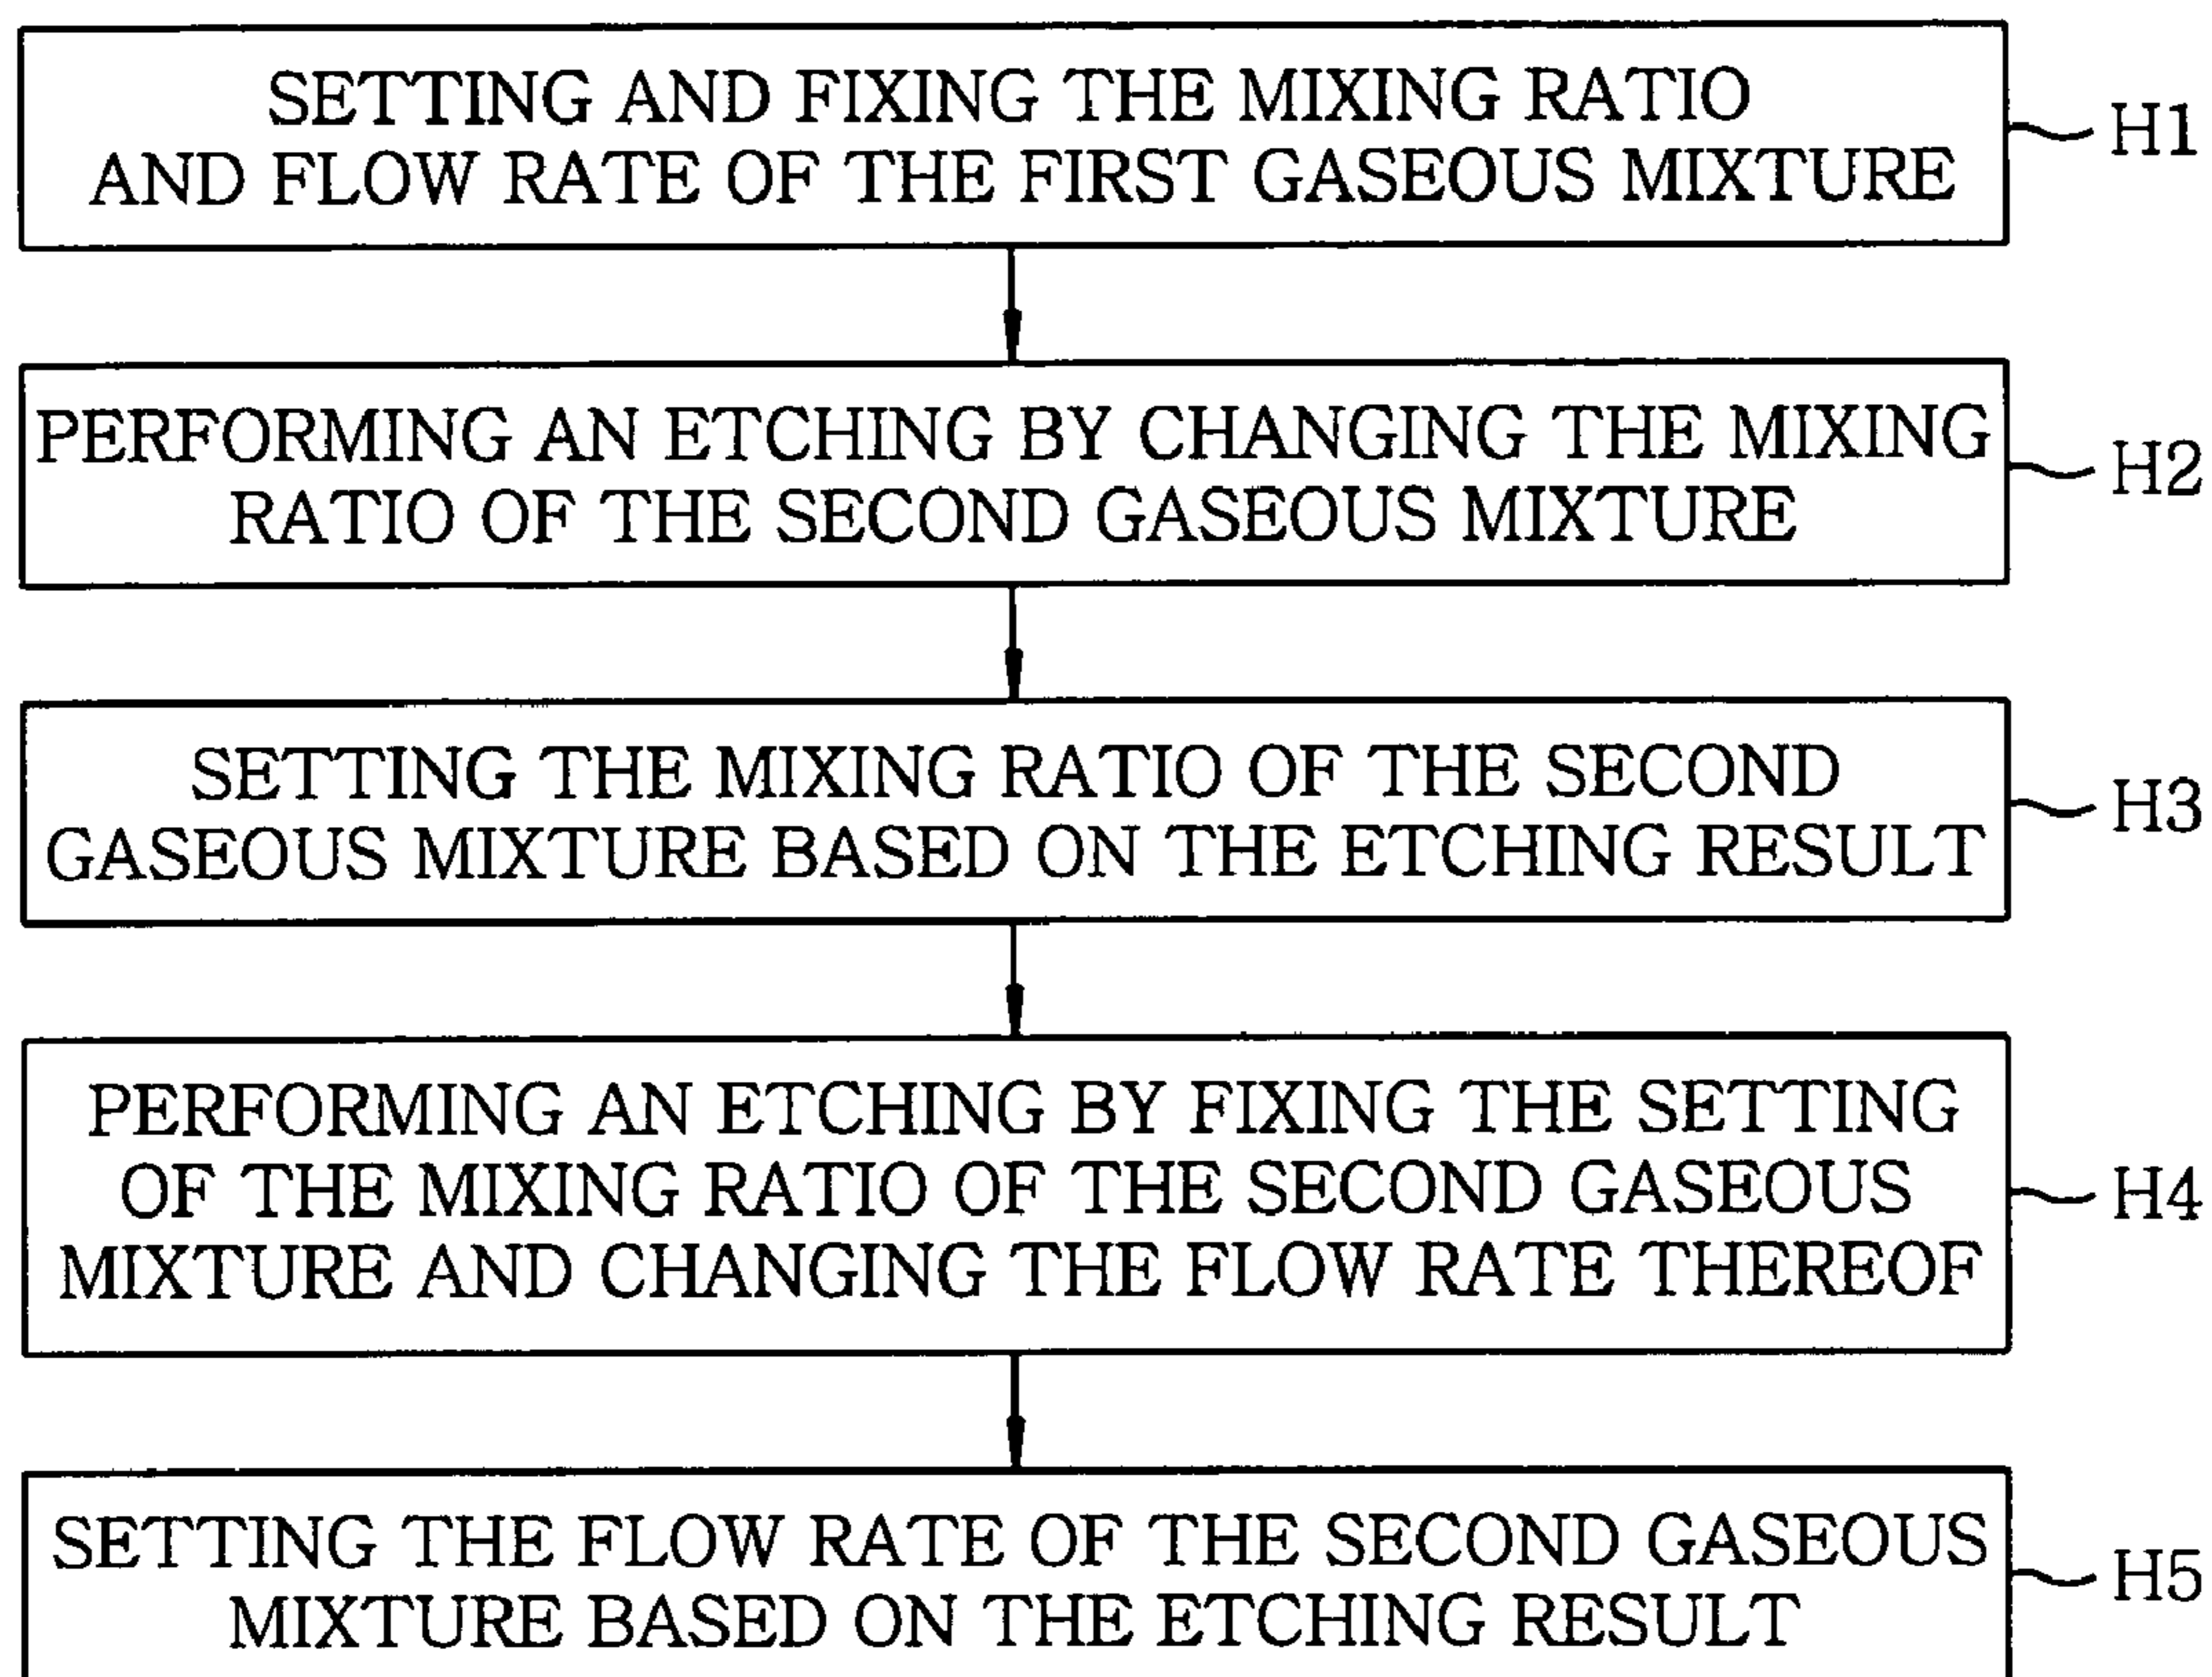 SETTING AND FIXING THE MIXING RATIO
AND FLOW RATE OF THE FIRST GASEOUS MIXTURE
H1
PERFORMING AN ETCHING BY CHANGING THE MIXING
RATIO OF THE SECOND GASEOUS MIXTURE
H2
SETTING THE MIXING RATIO OF THE SECOND
GASEOUS MIXTURE BASED ON THE ETCHING RESULT
H3
PERFORMING AN ETCHING BY FIXING THE SETTING
OF THE MIXING RATIO OF THE SECOND GASEOUS
MIXTURE AND CHANGING THE FLOW RATE THEREOF
H4
SETTING THE FLOW RATE OF THE SECOND GASEOUS
MIXTURE BASED ON THE ETCHING RESULT
H5